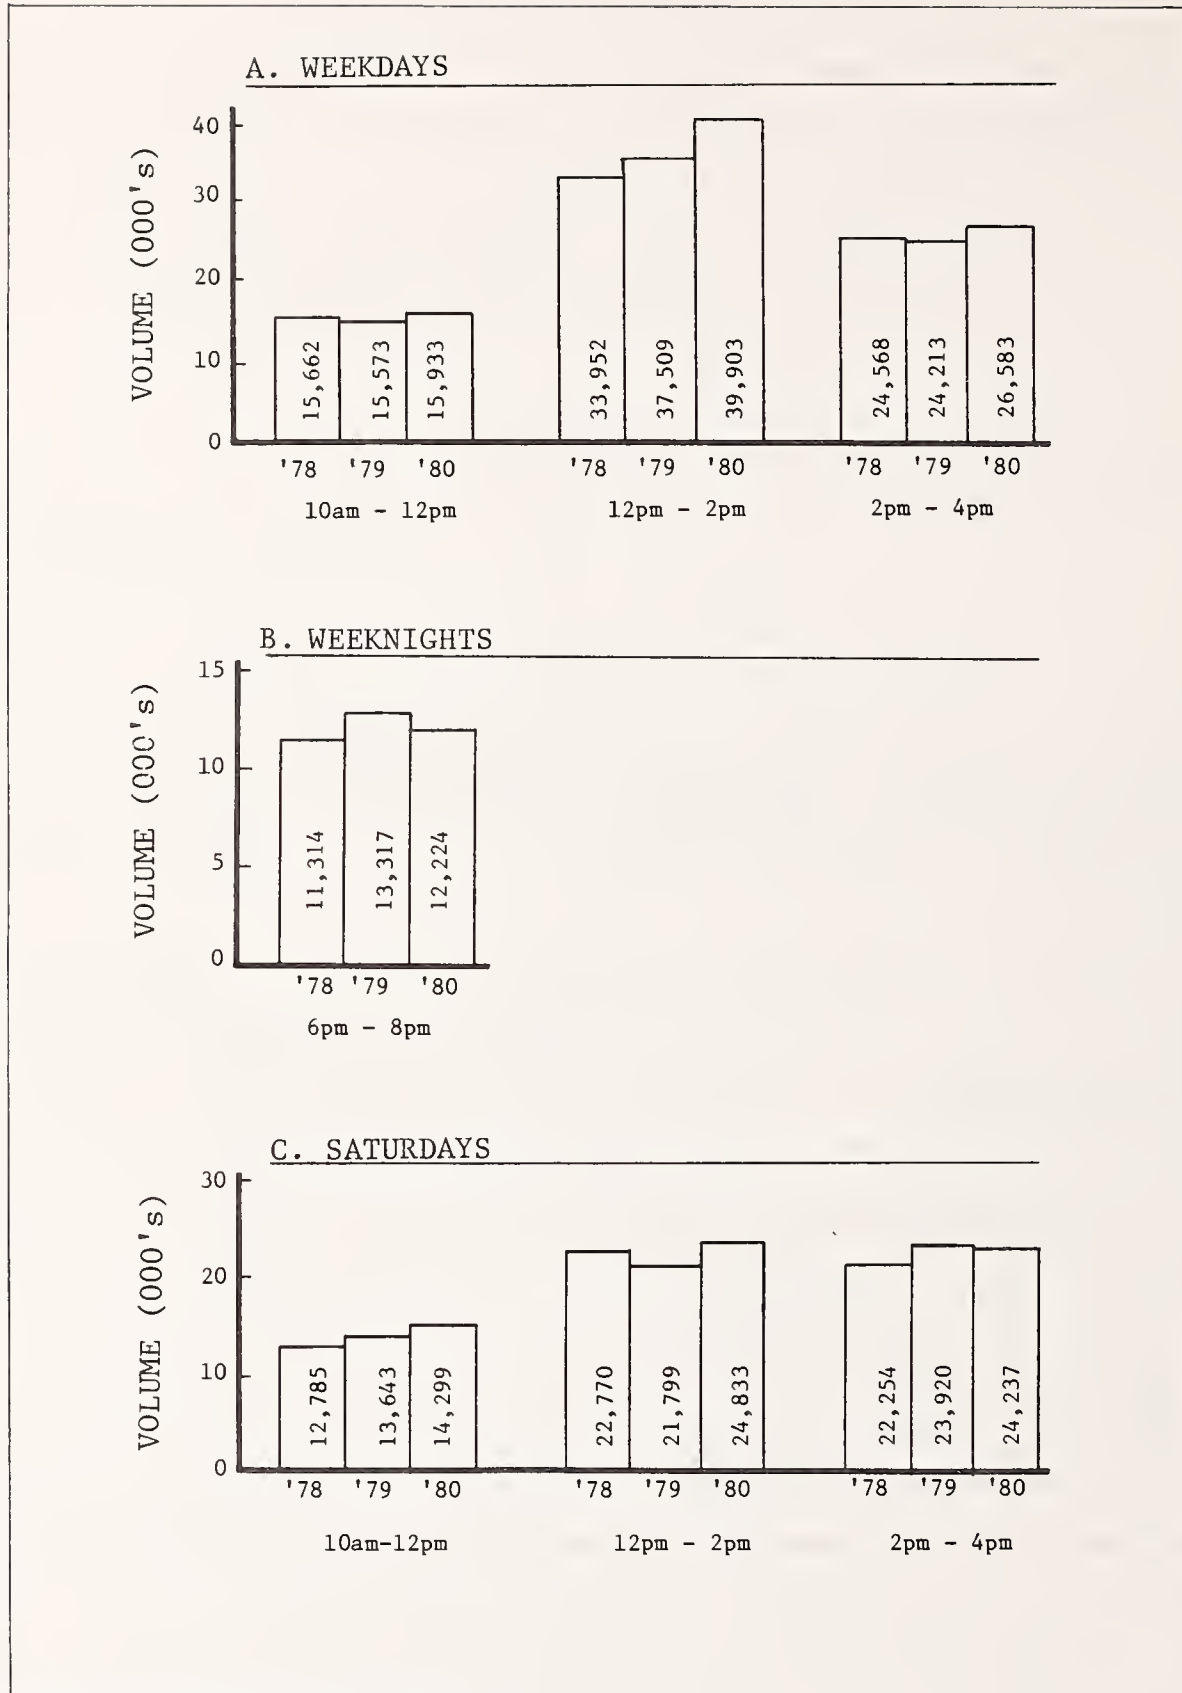 A. WEEKDAYS
VOLUME (000's)
40
30
20
10
0
15,662
15,573
15,933
33,952
37,509
39,903
24,568
24,213
26,583
'78 '79 '80 '78 '79 '80 '78 '79 '80
10am - 12pm 12pm - 2pm 2pm - 4pm
B. WEEKNIGHTS
VOLUME (000's)
15
10
5
0
11,314
13,317
12,224
'78 '79 '80
6pm - 8pm
C. SATURDAYS
VOLUME (000's)
30
20
10
0
12,785
13,643
14,299
22,770
21,799
24,833
22,254
23,920
24,237
'78 '79 '80 '78 '79 '80 '78 '79 '80
10am-12pm 12pm - 2pm 2pm - 4pm